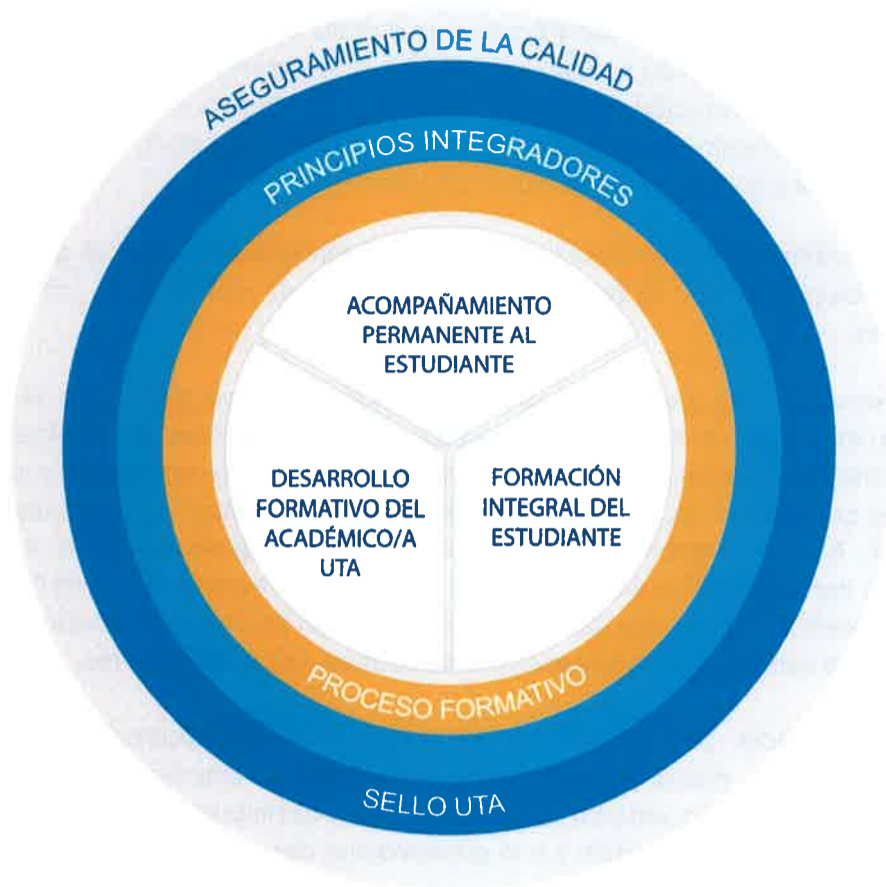 ASEGURAMIENTO DE LA CALIDAD
PRINCIPIOS INTEGRADORES
ACOMPAÑAMIENTO
PERMANENTE AL
ESTUDIANTE
DESARROLLO
FORMATIVO DEL
ACADÉMICO/A
UTA
FORMACIÓN
INTEGRAL DEL
ESTUDIANTE
PROCESO FORMATIVO
SELLO UTA